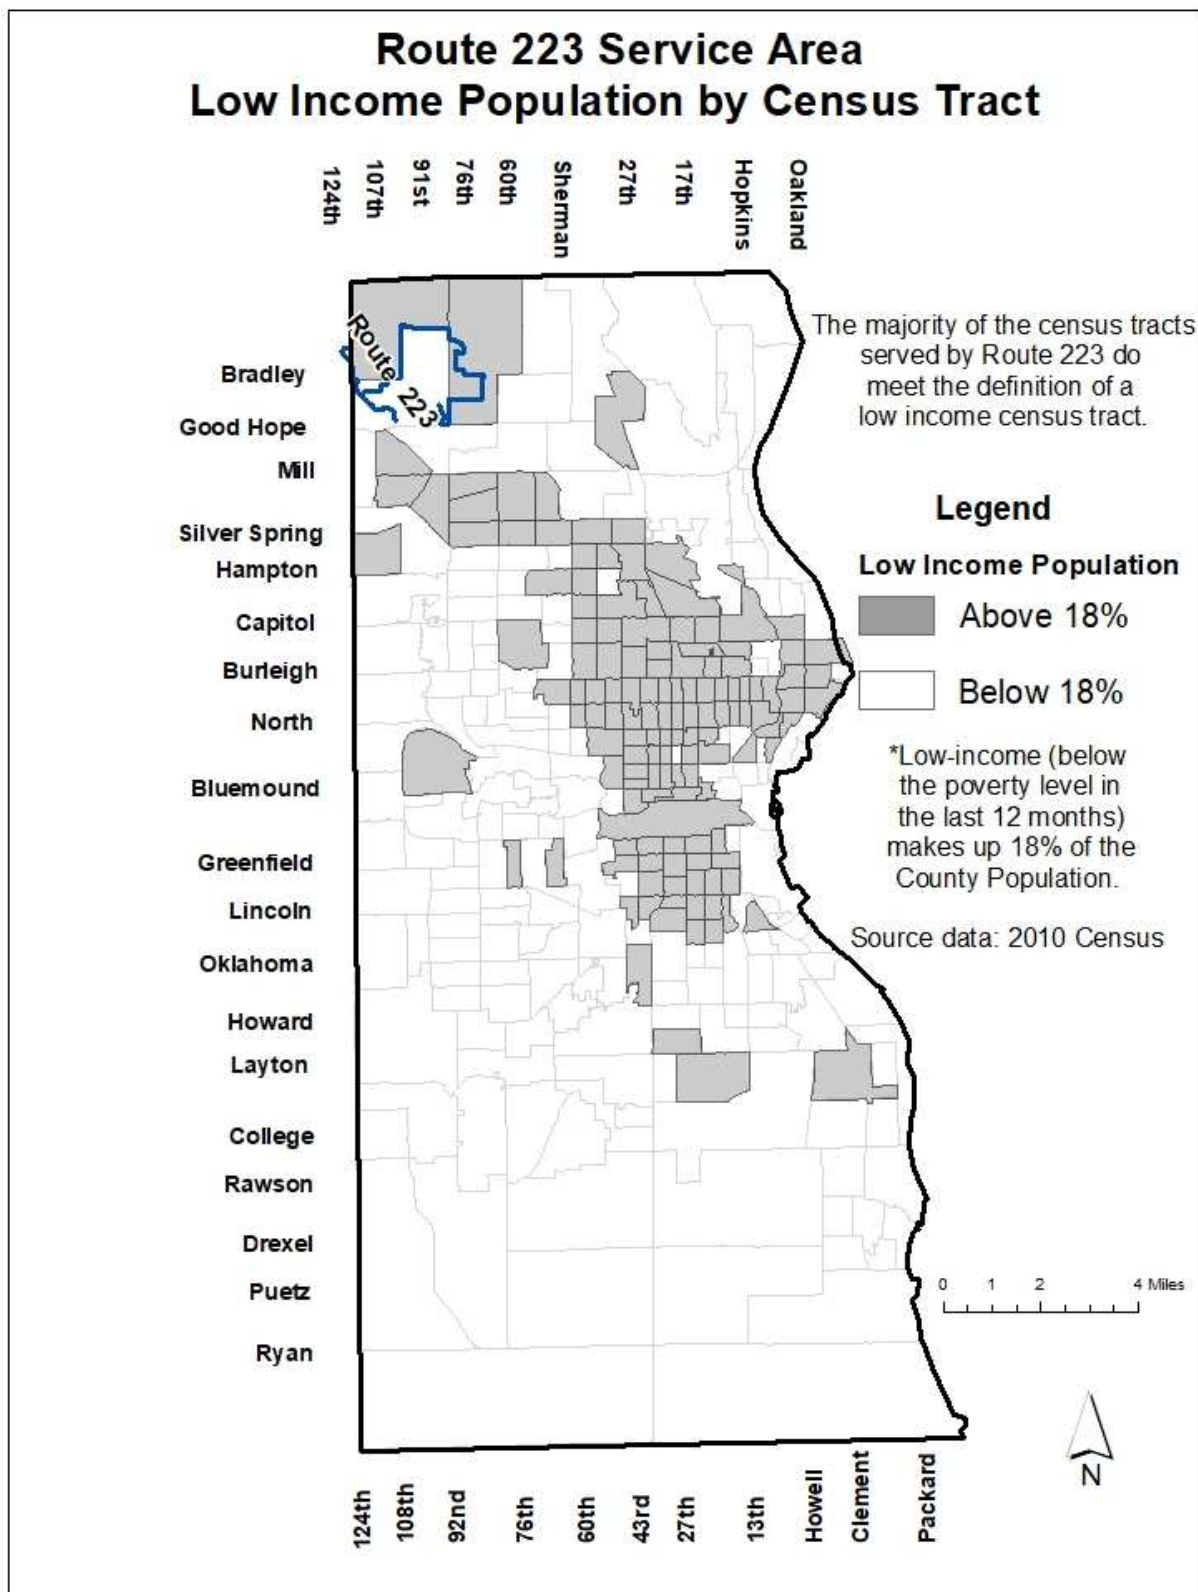 Route 223 Service Area
Low Income Population by Census Tract
124th
107th
91st
76th
60th
Sherman
27th
17th
Hopkins
Oakland
Route 223
Bradley
Good Hope
Mill
Silver Spring
Hampton
Capitol
Burleigh
North
Bluemound
Greenfield
Lincoln
Oklahoma
Howard
Layton
College
Rawson
Drexel
Puetz
Ryan
The majority of the census tracts
served by Route 223 do
meet the definition of a
low income census tract.
Legend
Low Income Population
Above 18%
Below 18%
*Low-income (below
the poverty level in
the last 12 months)
makes up 18% of the
County Population.
Source data: 2010 Census
0 1 2 4 Miles
N
124th
108th
92nd
76th
60th
43rd
27th
13th
Howell
Clement
Packard